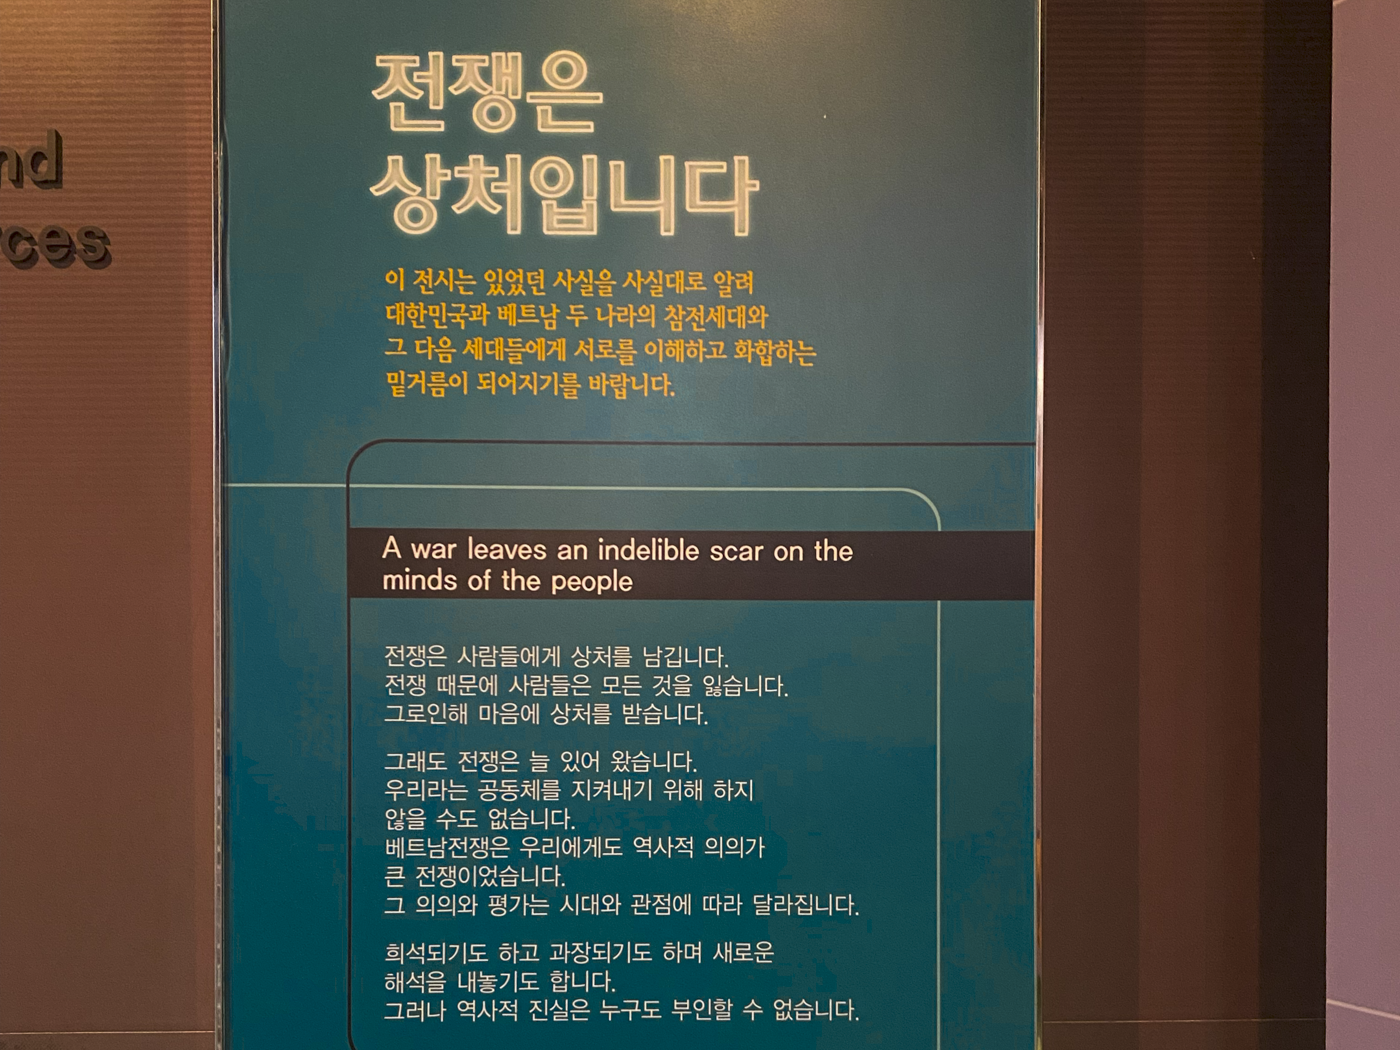 전쟁은
상처입니다
이 전시는 있었던 사실을 사실대로 알려
대한민국과 베트남 두 나라의 참전세대와
그 다음 세대들에게 서로를 이해하고 화합하는
밑거름이 되어지기를 바랍니다.
A war leaves an indelible scar on the
minds of the people
전쟁은 사람들에게 상처를 남깁니다.
전쟁 때문에 사람들은 모든 것을 잃습니다.
그로인해 마음에 상처를 받습니다.
그래도 전쟁은 늘 있어 왔습니다.
우리라는 공동체를 지켜내기 위해 하지
않을 수도 없습니다.
베트남전쟁은 우리에게도 역사적 의의가
큰 전쟁이었습니다.
그 의의와 평가는 시대와 관점에 따라 달라집니다.
희석되기도 하고 과장되기도 하며 새로운
해석을 내놓기도 합니다.
그러나 역사적 진실은 누구도 부인할 수 없습니다.